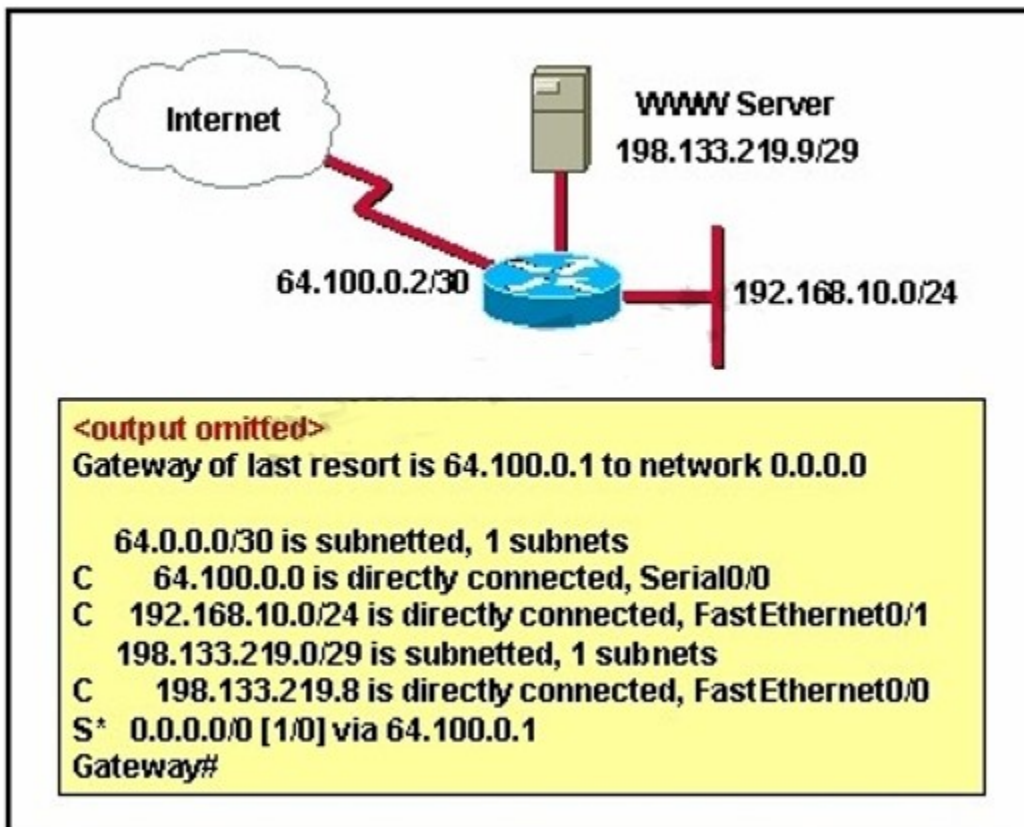 Internet
WWW Server
198.133.219.9/29
64.100.0.2/30
192.168.10.0/24
<output omitted>
Gateway of last resort is 64.100.0.1 to network 0.0.0.0
64.0.0.0/30 is subnetted, 1 subnets
C 64.100.0.0 is directly connected, Serial0/0
C 192.168.10.0/24 is directly connected, FastEthernet0/1
198.133.219.0/29 is subnetted, 1 subnets
C 198.133.219.8 is directly connected, FastEthernet0/0
S* 0.0.0.0/0 [1/0] via 64.100.0.1
Gateway#